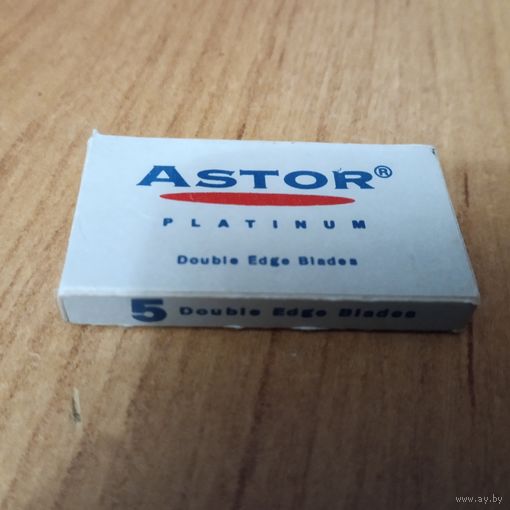 ASTOR®
PLATINUM
Double Edge Blades
5 Double Edge Blades
www.ay.by